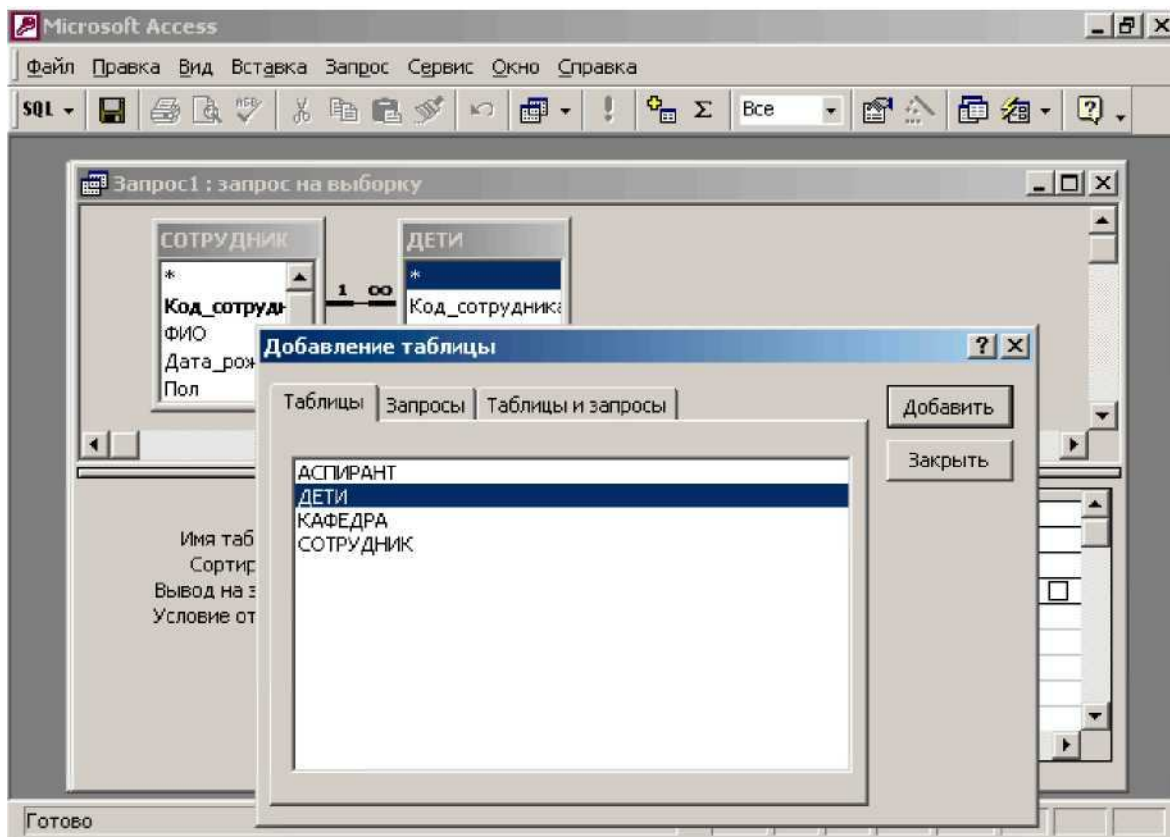 Microsoft Access
Файл Правка Вид Вставка Запрос Сервис Окно Справка
SQL Все
Запрос1 : запрос на выборку
СОТРУДНИК ДЕТИ
* *
1 ∞
Код_сотрудн Код_сотрудника
ФИО
Дата_рож
Пол
Добавление таблицы
Таблицы Запросы Таблицы и запросы
Добавить
Закрыть
АСПИРАНТ
ДЕТИ
КАФЕДРА
СОТРУДНИК
Имя таб
Сортир
Вывод на э
Условие от
Готово